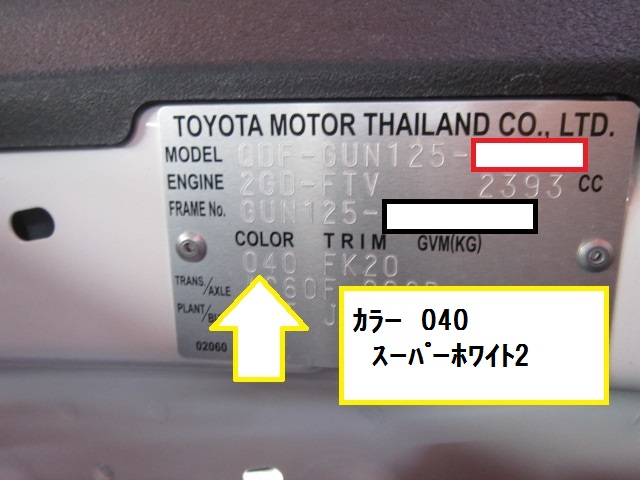 TOYOTA MOTOR THAILAND CO., LTD.
MODEL QDF-GUN125-
ENGINE 2GD-FTV 2393 CC
FRAME No. GUN125-
COLOR TRIM GVM(KG)
040 FK20
TRANS./AXLE
PLANT/
02060
ｶﾗｰ 040
ｽｰﾊﾟｰﾎﾜｲﾄ2